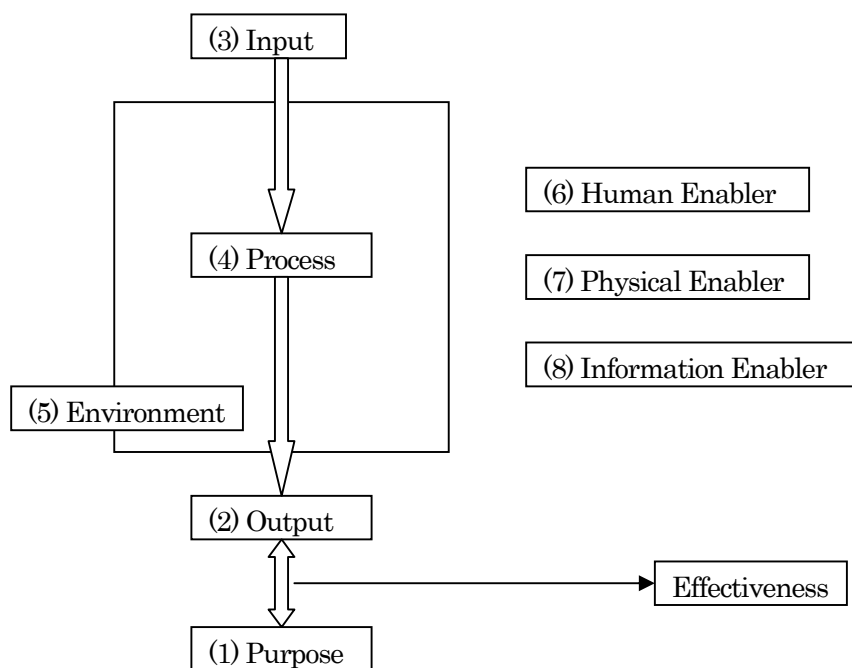 (3) Input
(6) Human Enabler
(4) Process
(7) Physical Enabler
(8) Information Enabler
(5) Environment
(2) Output
Effectiveness
(1) Purpose